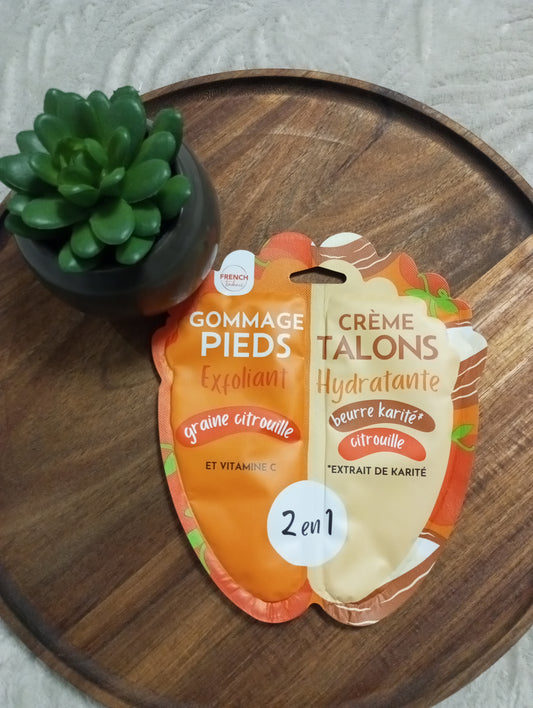 FRENCH
tendance
GOMMAGE
PIEDS
Exfoliant
graine citrouille
ET VITAMINE C
CRÈME
TALONS
Hydratante
beurre karité*
citrouille
*EXTRAIT DE KARITÉ
2 en 1